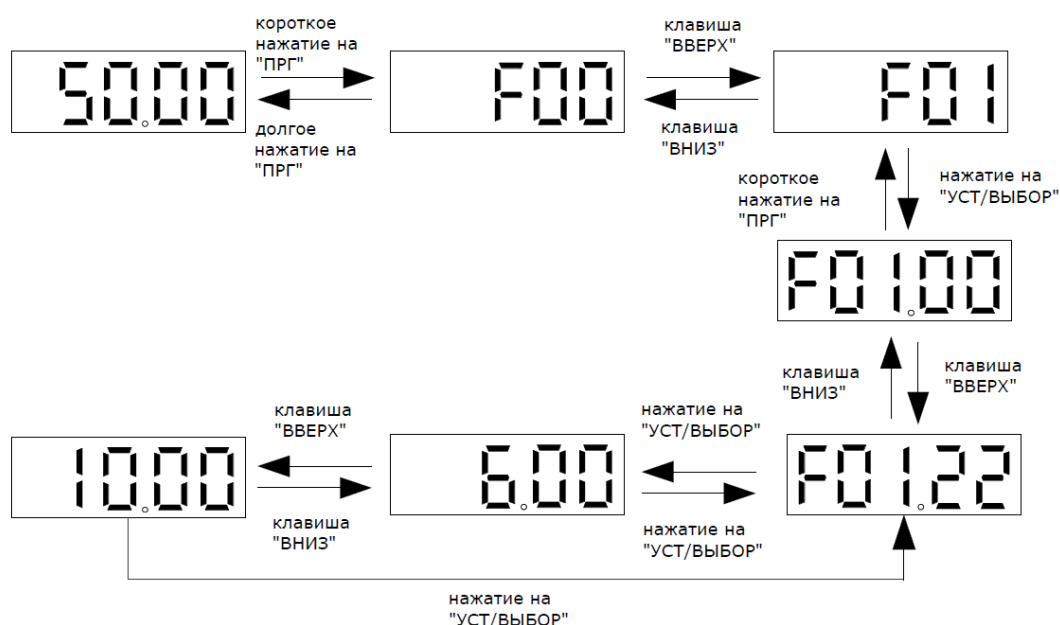 короткое
нажатие на
"ПРГ"
клавиша
"ВВЕРХ"
50.00
F00
F01
долгое
нажатие на
"ПРГ"
клавиша
"ВНИЗ"
короткое
нажатие на
"ПРГ"
нажатие на
"УСТ/ВЫБОР"
F01.00
клавиша
"ВНИЗ"
клавиша
"ВВЕРХ"
клавиша
"ВВЕРХ"
нажатие на
"УСТ/ВЫБОР"
10.00
6.00
F01.22
клавиша
"ВНИЗ"
нажатие на
"УСТ/ВЫБОР"
нажатие на
"УСТ/ВЫБОР"